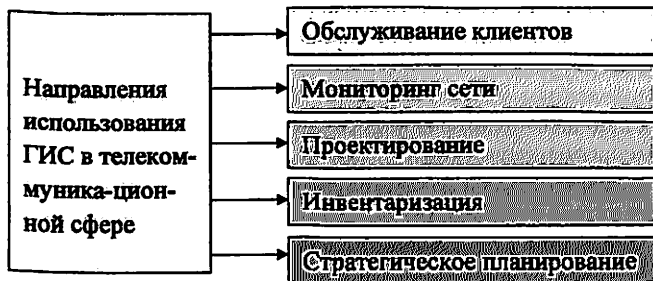 Направления
использования
ГИС в телеком-
муника-цион-
ной сфере
Обслуживание клиентов
Мониторинг сети
Проектирование
Инвентаризация
Стратегическое планирование